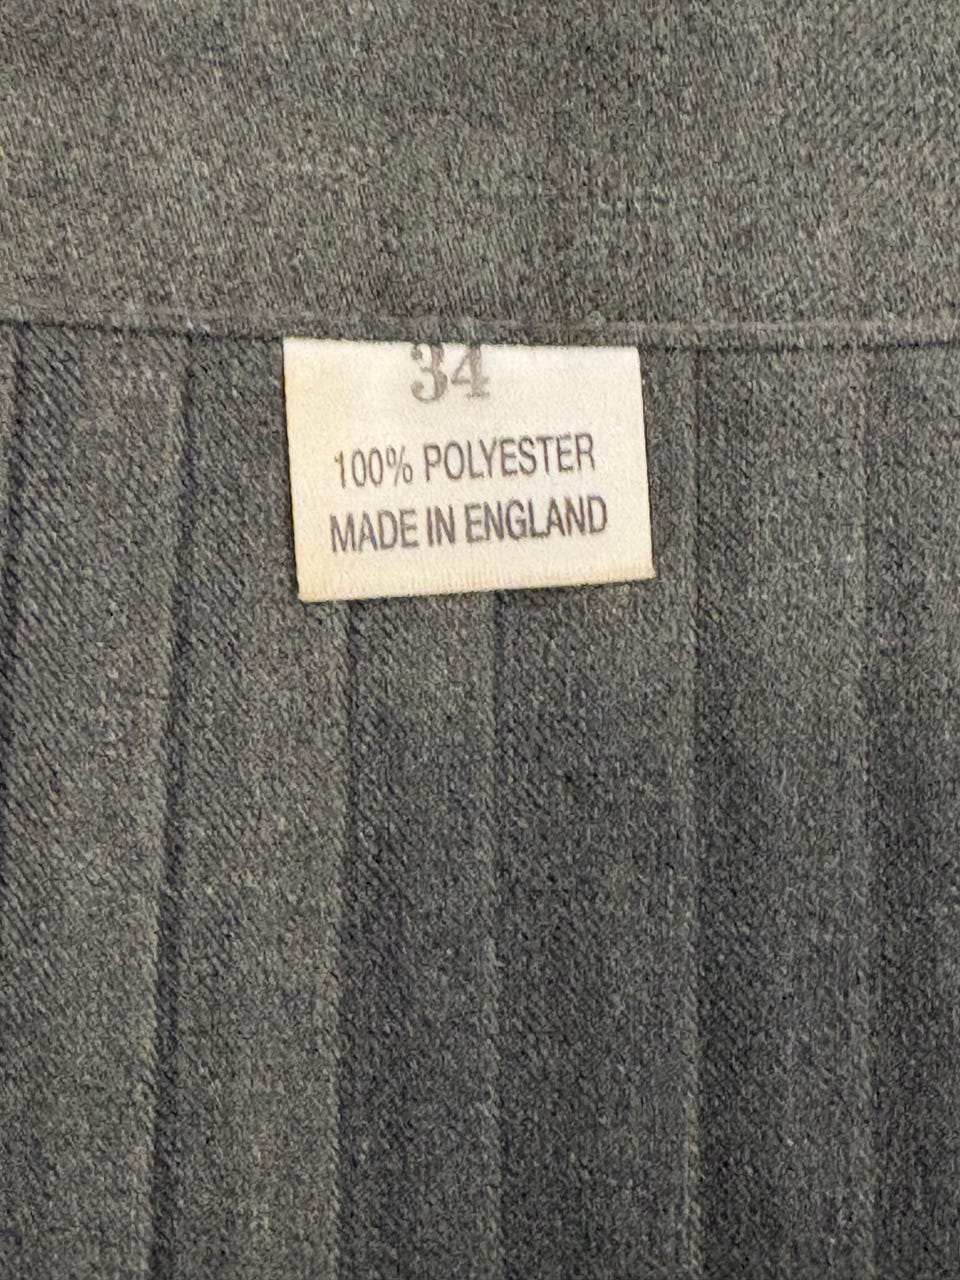 34
100% POLYESTER
MADE IN ENGLAND